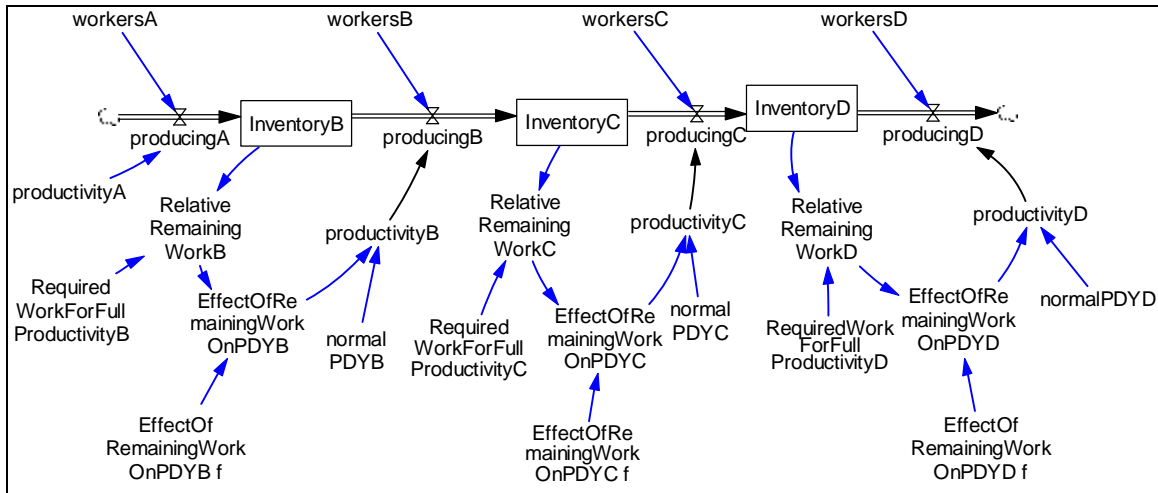 workersA
workersB
workersC
workersD
InventoryB
InventoryC
InventoryD
producingA
producingB
producingC
producingD
productivityA
Relative
Remaining
WorkB
productivityB
Relative
Remaining
WorkC
productivityC
Relative
Remaining
WorkD
productivityD
Required
WorkForFull
ProductivityB
EffectOfRe
mainingWork
OnPDYB
normal
PDYB
Required
WorkForFull
ProductivityC
EffectOfRe
mainingWork
OnPDYC
normal
PDYC
RequiredWork
ForFull
ProductivityD
EffectOfRe
mainingWork
OnPDYD
normalPDYD
EffectOf
RemainingWork
OnPDYB f
EffectOfRe
mainingWork
OnPDYC f
EffectOf
RemainingWork
OnPDYD f